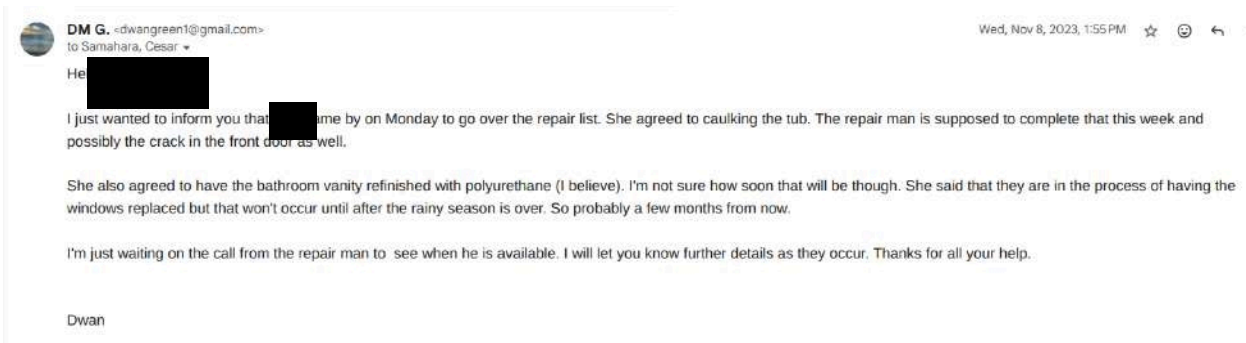 DM G. <dwangreen1@gmail.com>
Wed, Nov 8, 2023, 1:55 PM
to Samahara, Cesar
He
I just wanted to inform you that ame by on Monday to go over the repair list. She agreed to caulking the tub. The repair man is supposed to complete that this week and
possibly the crack in the front door as well.
She also agreed to have the bathroom vanity refinished with polyurethane (I believe). I'm not sure how soon that will be though. She said that they are in the process of having the
windows replaced but that won't occur until after the rainy season is over. So probably a few months from now.
I'm just waiting on the call from the repair man to see when he is available. I will let you know further details as they occur. Thanks for all your help.
Dwan